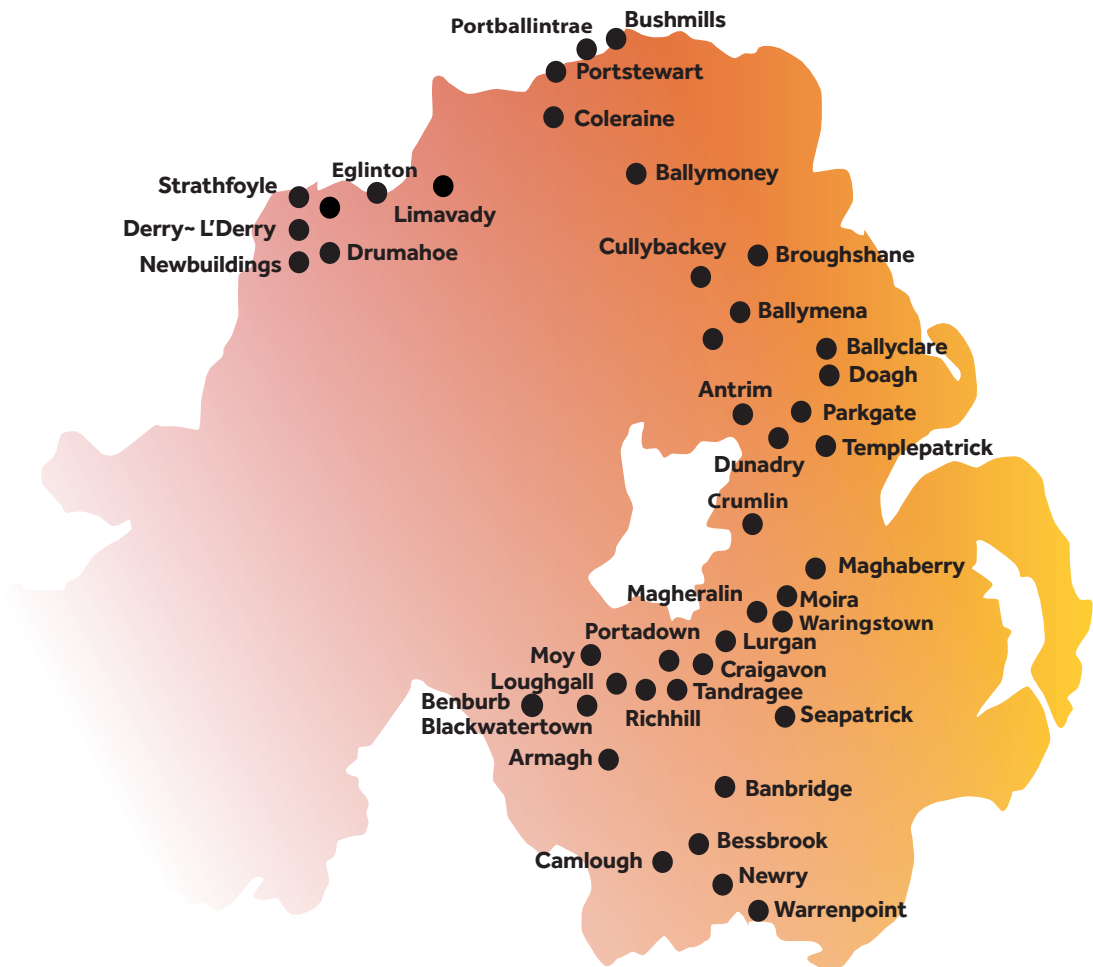 Bushmills
Portballintrae
Portstewart
Coleraine
Eglinton
Ballymoney
Strathfoyle
Limavady
Derry~ L'Derry
Drumahoe
Newbuildings
Cullybackey
Broughshane
Ballymena
Ballyclare
Doagh
Antrim
Parkgate
Templepatrick
Dunadry
Crumlin
Maghaberry
Magheralin
Moira
Waringstown
Portadown
Lurgan
Moy
Craigavon
Loughgall
Tandragee
Benburb
Richhill
Seapatrick
Blackwatertown
Armagh
Banbridge
Bessbrook
Camlough
Newry
Warrenpoint